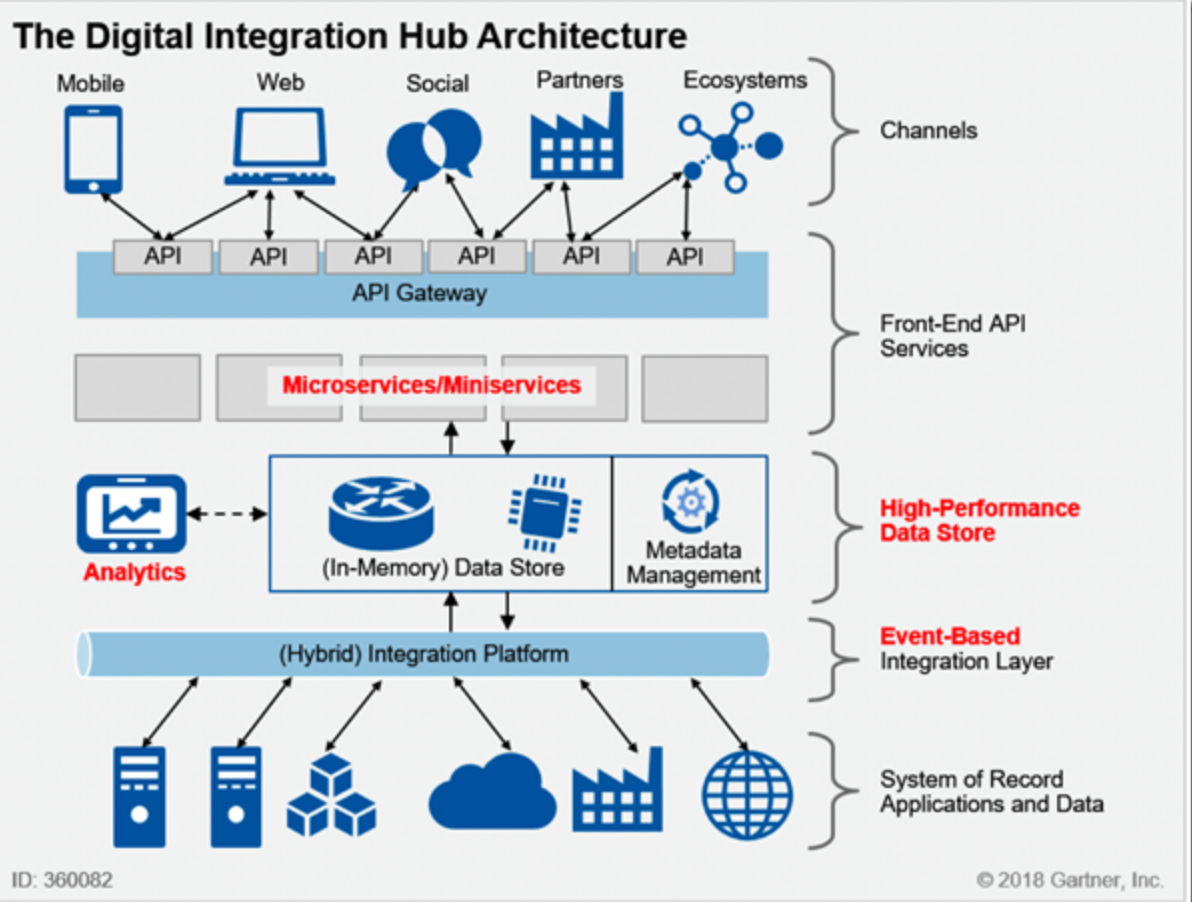 The Digital Integration Hub Architecture
Mobile
Web
Social
Partners
Ecosystems
Channels
API
API
API
API
API
API
API Gateway
Front-End API
Services
Microservices/Miniservices
Analytics
(In-Memory) Data Store
Metadata
Management
High-Performance
Data Store
(Hybrid) Integration Platform
Event-Based
Integration Layer
System of Record
Applications and Data
ID: 360082
© 2018 Gartner, Inc.